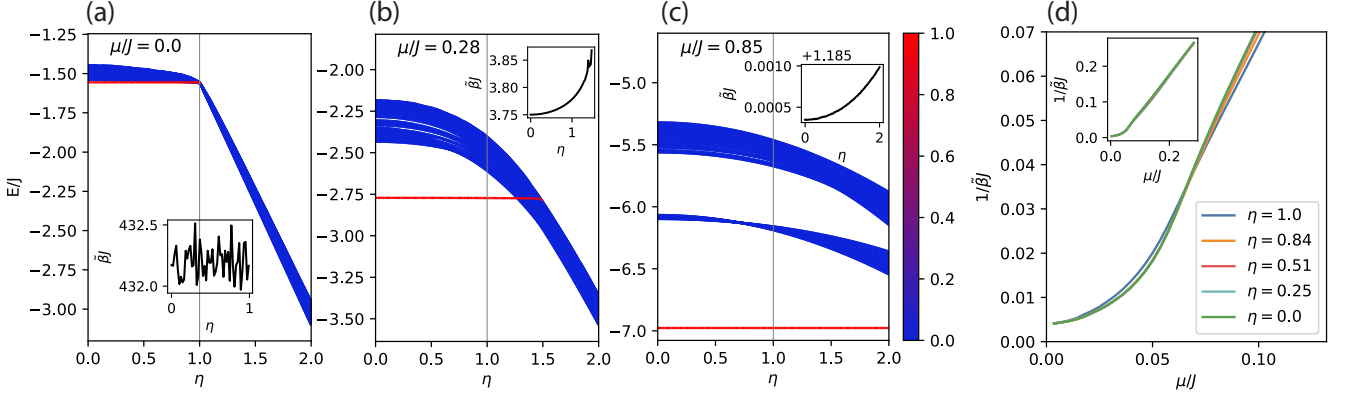 (a)
μ/J = 0.0
E/J
−1.25
−1.50
−1.75
−2.00
−2.25
−2.50
−2.75
−3.00
0.0 0.5 1.0 1.5 2.0
η
β̃J
432.5
432.0
0 1
η
(b)
μ/J = 0.28
−2.00
−2.25
−2.50
−2.75
−3.00
−3.25
−3.50
0.0 0.5 1.0 1.5 2.0
η
β̃J
3.85
3.80
3.75
0 1
η
(c)
μ/J = 0.85
−5.0
−5.5
−6.0
−6.5
−7.0
0.0 0.5 1.0 1.5 2.0
η
+1.185
β̃J
0.0010
0.0005
0 2
η
1.0
0.8
0.6
0.4
0.2
0.0
(d)
1/β̃J
0.07
0.06
0.05
0.04
0.03
0.02
0.01
0.00
0.00 0.05 0.10
μ/J
1/β̃J
0.2
0.1
0.0
0.0 0.2
μ/J
η = 1.0
η = 0.84
η = 0.51
η = 0.25
η = 0.0